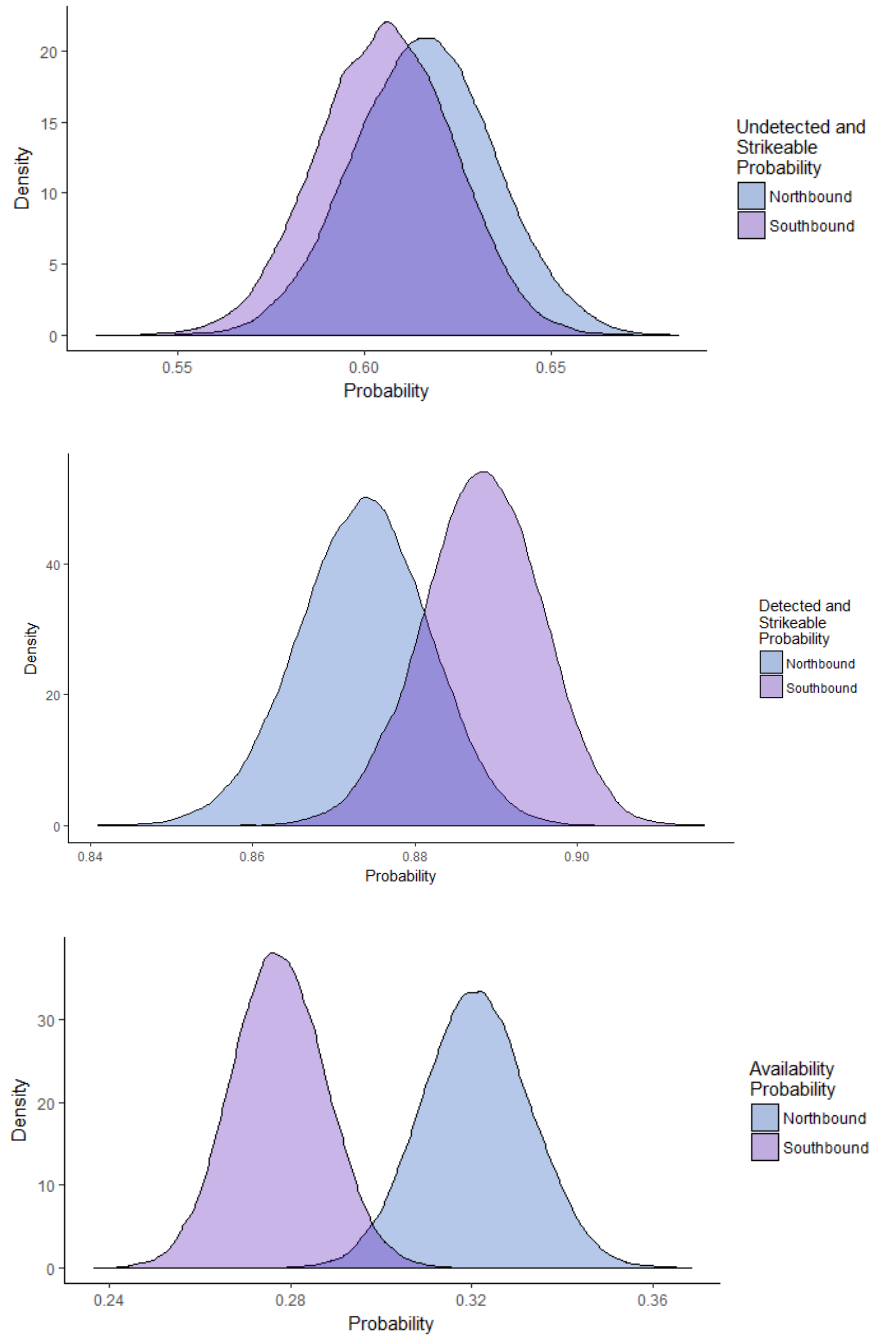 20
15
10
5
0
Density
0.55
0.60
0.65
Probability
Undetected and
Strikeable
Probability
Northbound
Southbound
40
20
0
Density
0.84
0.86
0.88
0.90
Probability
Detected and
Strikeable
Probability
Northbound
Southbound
30
20
10
0
Density
0.24
0.28
0.32
0.36
Probability
Availability
Probability
Northbound
Southbound